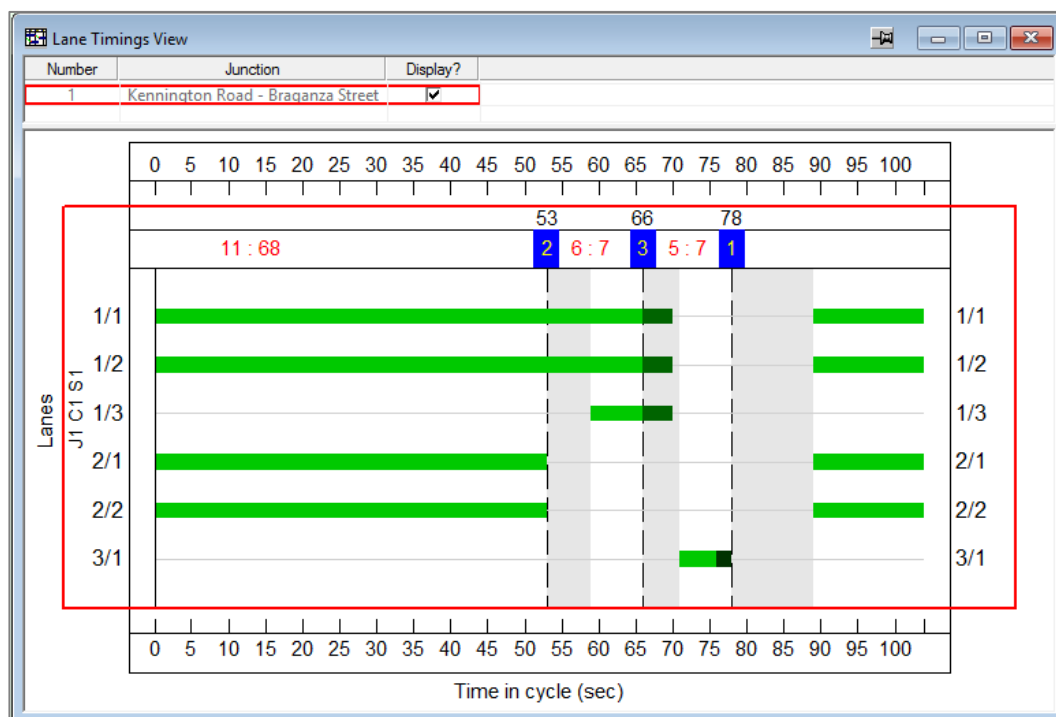 Lane Timings View
Number Junction Display?
1 Kennington Road - Braganza Street
0 5 10 15 20 25 30 35 40 45 50 55 60 65 70 75 80 85 90 95 100
53 66 78
11 : 68 2 6 : 7 3 5 : 7 1
Lanes
J1 C1 S1
1/1 1/1
1/2 1/2
1/3 1/3
2/1 2/1
2/2 2/2
3/1 3/1
0 5 10 15 20 25 30 35 40 45 50 55 60 65 70 75 80 85 90 95 100
Time in cycle (sec)